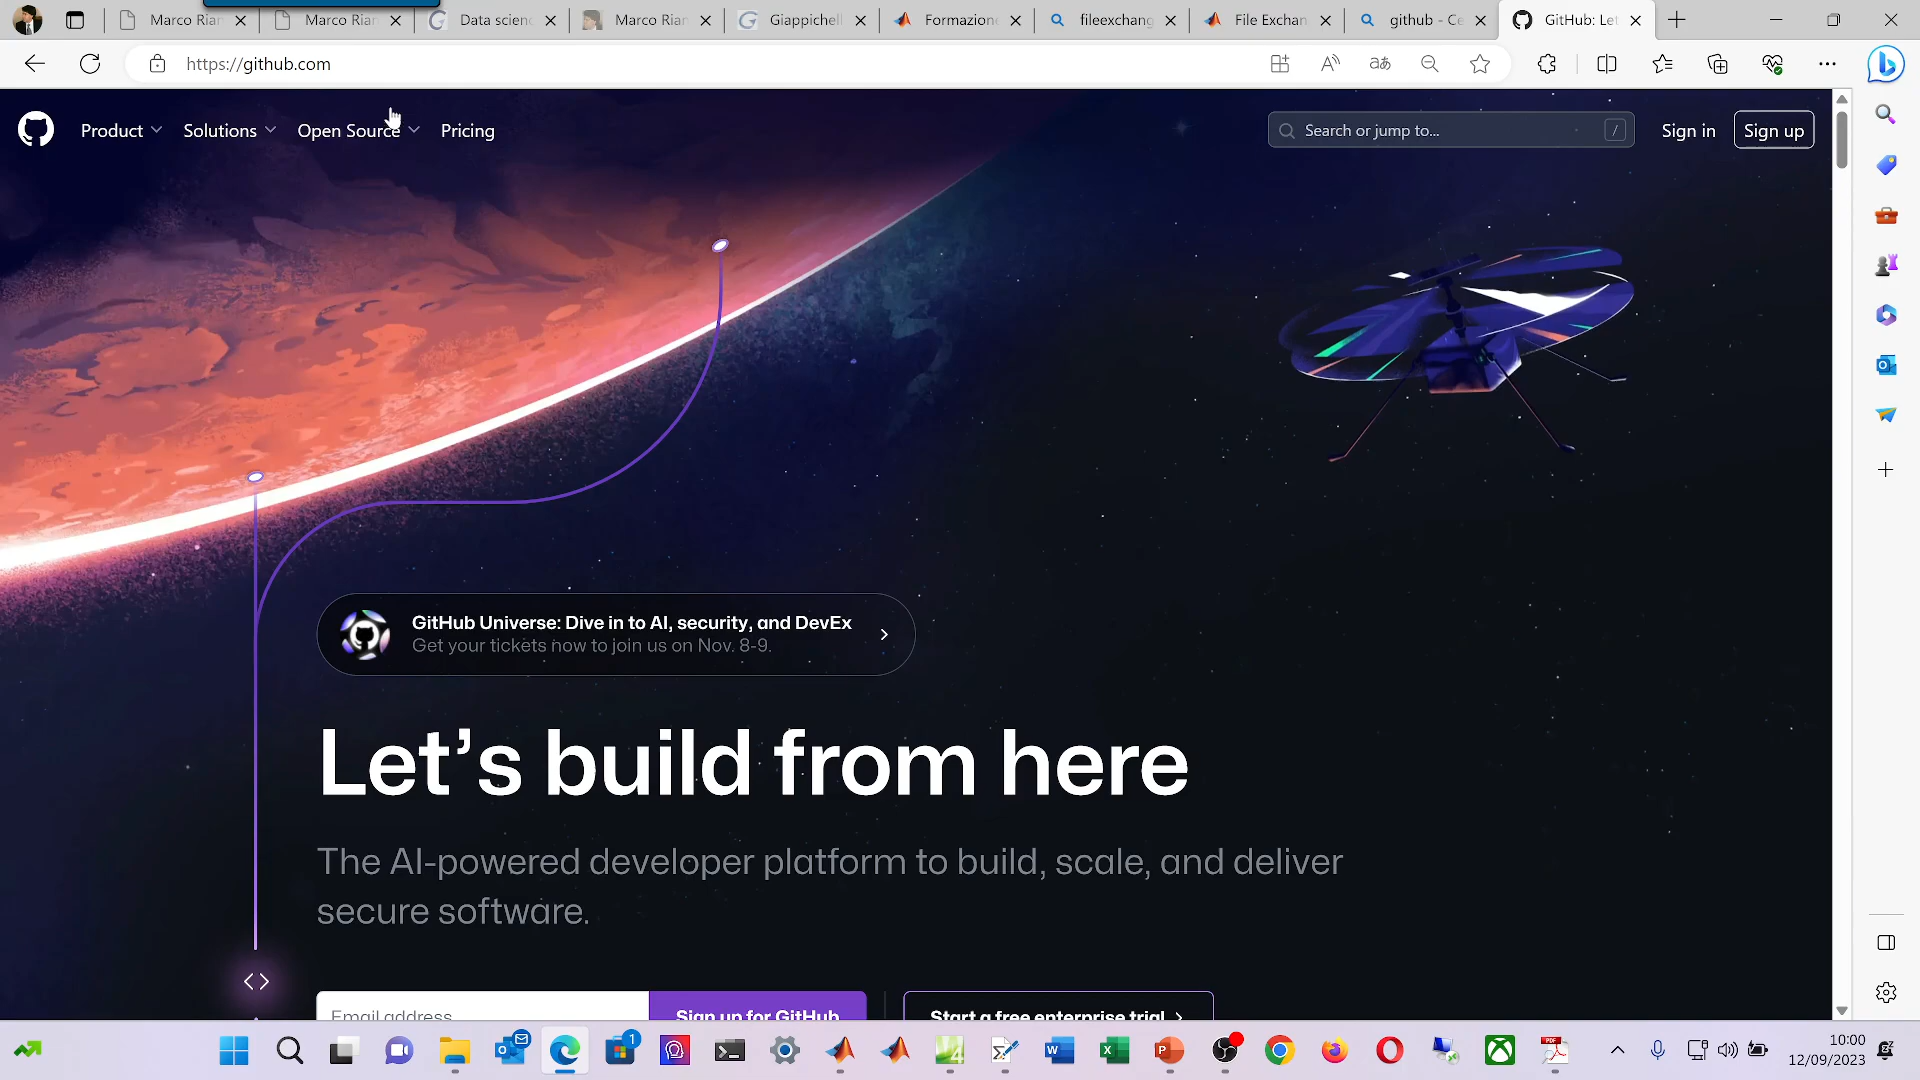 Marco Rian
Marco Rian
Data scienc
Marco Rian
Giappichell
Formazion
fileexchang
File Exchan
github - Ce
GitHub: Let
https://github.com
Product
Solutions
Open Source
Pricing
Search or jump to...
/
Sign in
Sign up
GitHub Universe: Dive in to AI, security, and DevEx
Get your tickets now to join us on Nov. 8-9.
Let's build from here
The AI-powered developer platform to build, scale, and deliver
secure software.
Email address
Sign up for GitHub
Start a free enterprise trial
10:00
12/09/2023